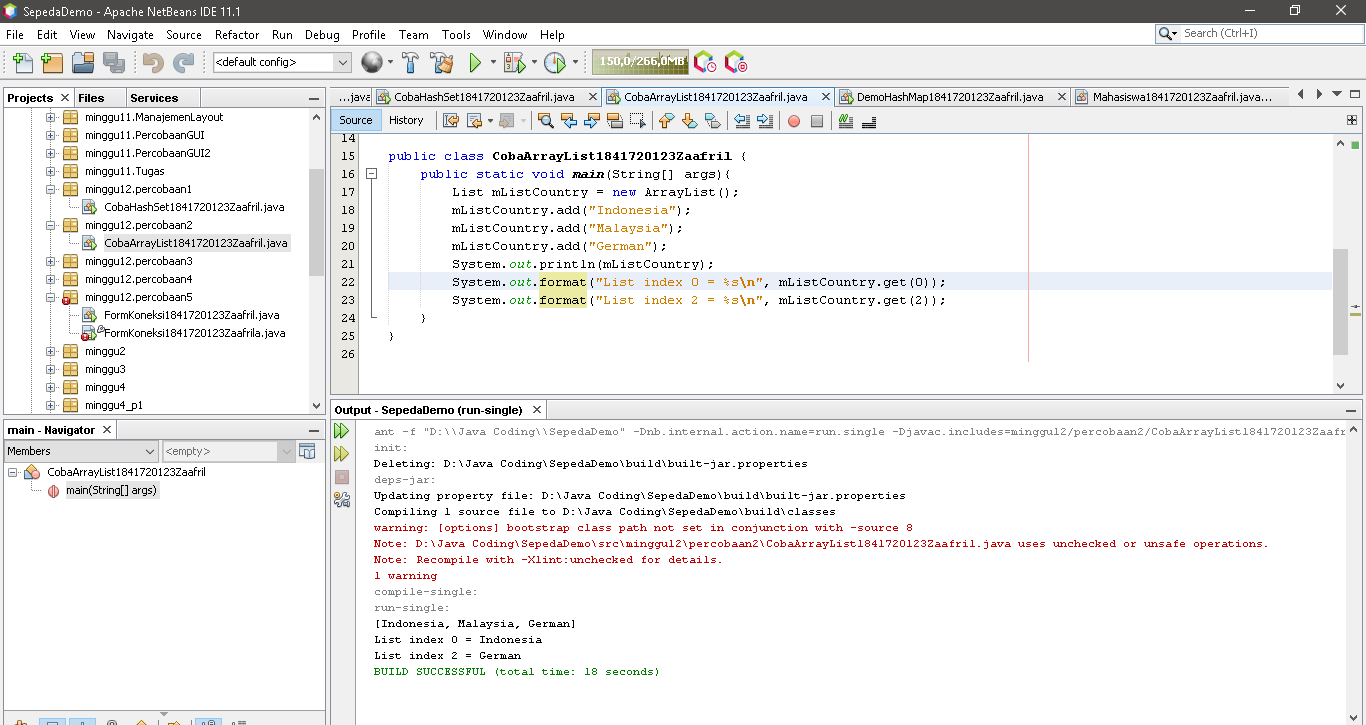 SepedaDemo - Apache NetBeans IDE 11.1
File Edit View Navigate Source Refactor Run Debug Profile Team Tools Window Help
Search (Ctrl+I)
<default config>
150,0/266,0MB
Projects Files Services
minggu11.ManajemenLayout
minggu11.PercobaanGUI
minggu11.PercobaanGUI2
minggu11.Tugas
minggu12.percobaan1
CobaHashSet1841720123Zaafril.java
minggu12.percobaan2
CobaArrayList1841720123Zaafril.java
minggu12.percobaan3
minggu12.percobaan4
minggu12.percobaan5
FormKoneksi1841720123Zaafril.java
FormKoneksi1841720123Zaafrila.java
minggu2
minggu3
minggu4
minggu4_p1
main - Navigator
Members
<empty>
CobaArrayList1841720123Zaafril
main(String[] args)
...java CobaHashSet1841720123Zaafril.java CobaArrayList1841720123Zaafril.java DemoHashMap1841720123Zaafril.java Mahasiswa1841720123Zaafril.java...
Source History
14
15 public class CobaArrayList1841720123Zaafril {
16 public static void main(String[] args){
17 List mListCountry = new ArrayList();
18 mListCountry.add("Indonesia");
19 mListCountry.add("Malaysia");
20 mListCountry.add("German");
21 System.out.println(mListCountry);
22 System.out.format("List index 0 = %s\n", mListCountry.get(0));
23 System.out.format("List index 2 = %s\n", mListCountry.get(2));
24 }
25 }
26
Output - SepedaDemo (run-single)
ant -f "D:\\Java Coding\\SepedaDemo" -Dnb.internal.action.name=run.single -Djavac.includes=minggu12/percobaan2/CobaArrayList1841720123Zaafr
init:
Deleting: D:\Java Coding\SepedaDemo\build\built-jar.properties
deps-jar:
Updating property file: D:\Java Coding\SepedaDemo\build\built-jar.properties
Compiling 1 source file to D:\Java Coding\SepedaDemo\build\classes
warning: [options] bootstrap class path not set in conjunction with -source 8
Note: D:\Java Coding\SepedaDemo\src\minggu12\percobaan2\CobaArrayList1841720123Zaafril.java uses unchecked or unsafe operations.
Note: Recompile with -Xlint:unchecked for details.
1 warning
compile-single:
run-single:
[Indonesia, Malaysia, German]
List index 0 = Indonesia
List index 2 = German
BUILD SUCCESSFUL (total time: 18 seconds)